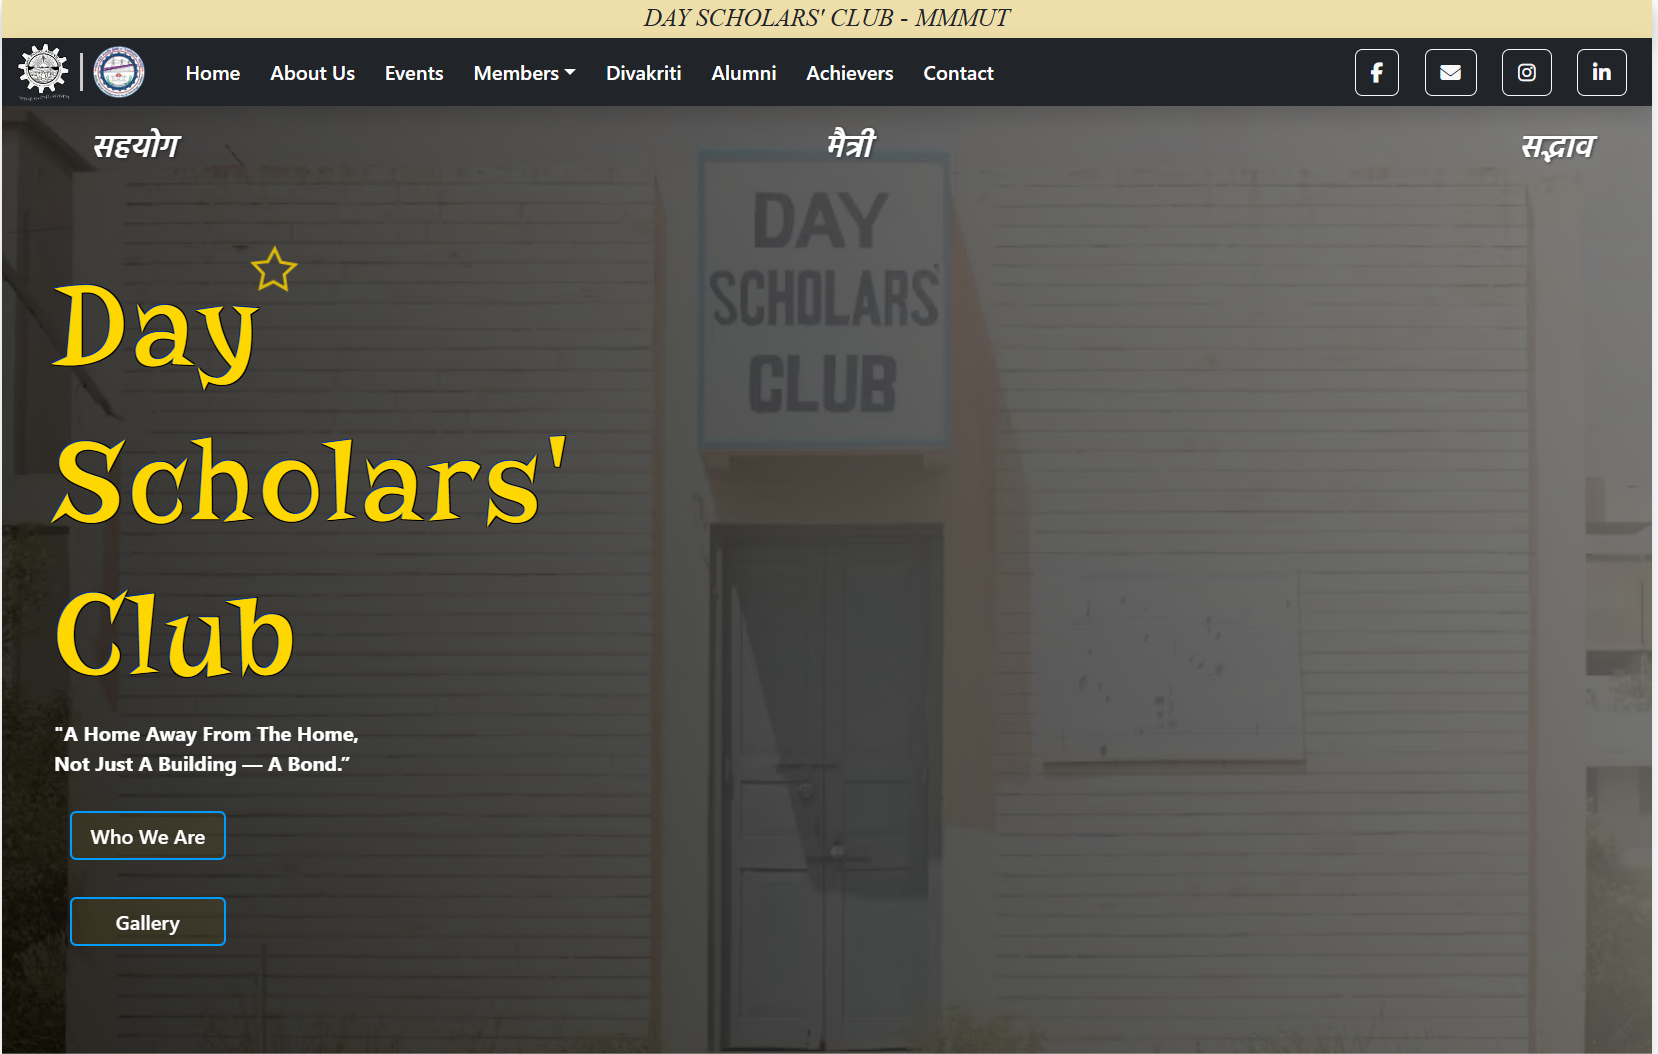 DAY SCHOLARS' CLUB - MMMUT
Home About Us Events Members Divakriti Alumni Achievers Contact
सहयोग मैत्री सद्भाव
DAY
SCHOLARS'
CLUB
Day
Scholars'
Club
"A Home Away From The Home,
Not Just A Building — A Bond.”
Who We Are
Gallery